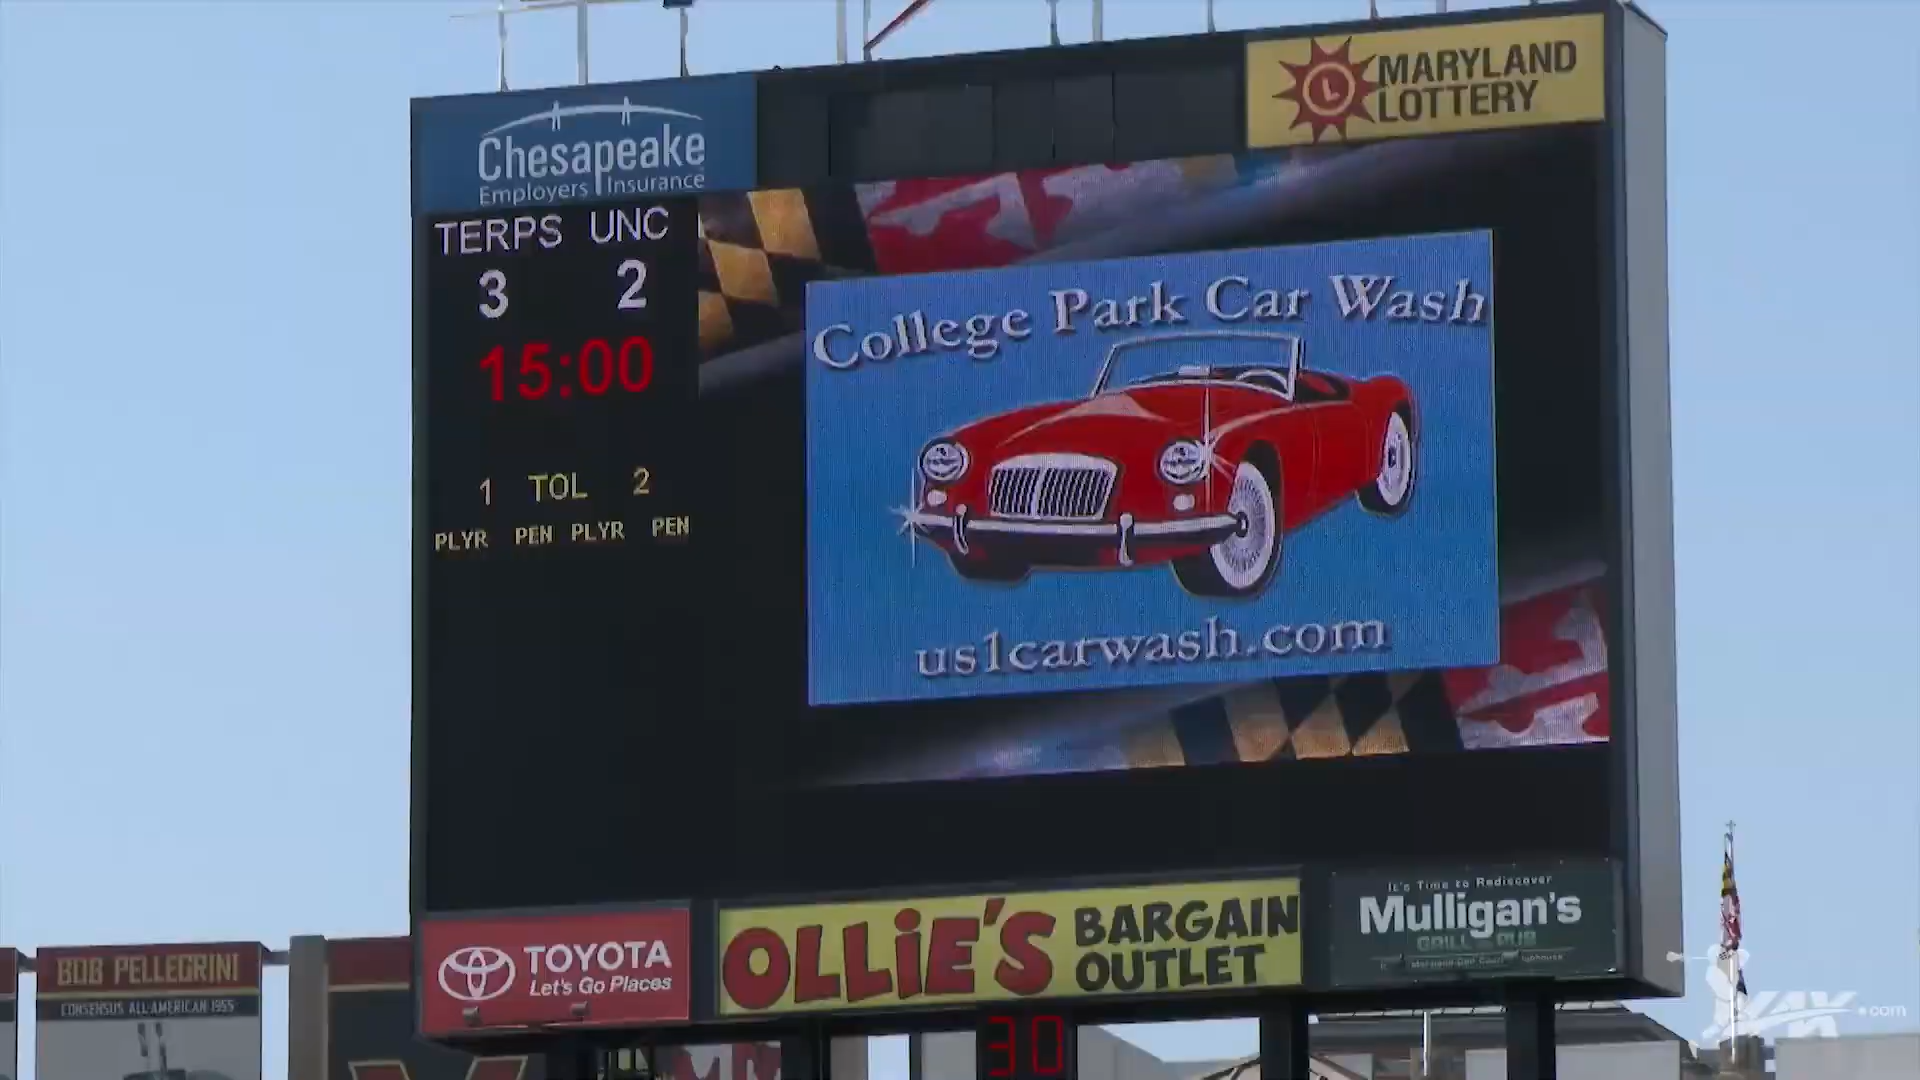 Chesapeake
Employers Insurance
MARYLAND
LOTTERY
L
TERPS UNC
3 2
15:00
1 TOL 2
PLYR PEN PLYR PEN
College Park Car Wash
us1carwash.com
TOYOTA
Let's Go Places
OLLiE'S BARGAIN
OUTLET
It's Time to Rediscover
Mulligan's
GRILL PUB
30
BOB PELLEGRINI
CONSENSUS ALL-AMERICAN 1955
.com